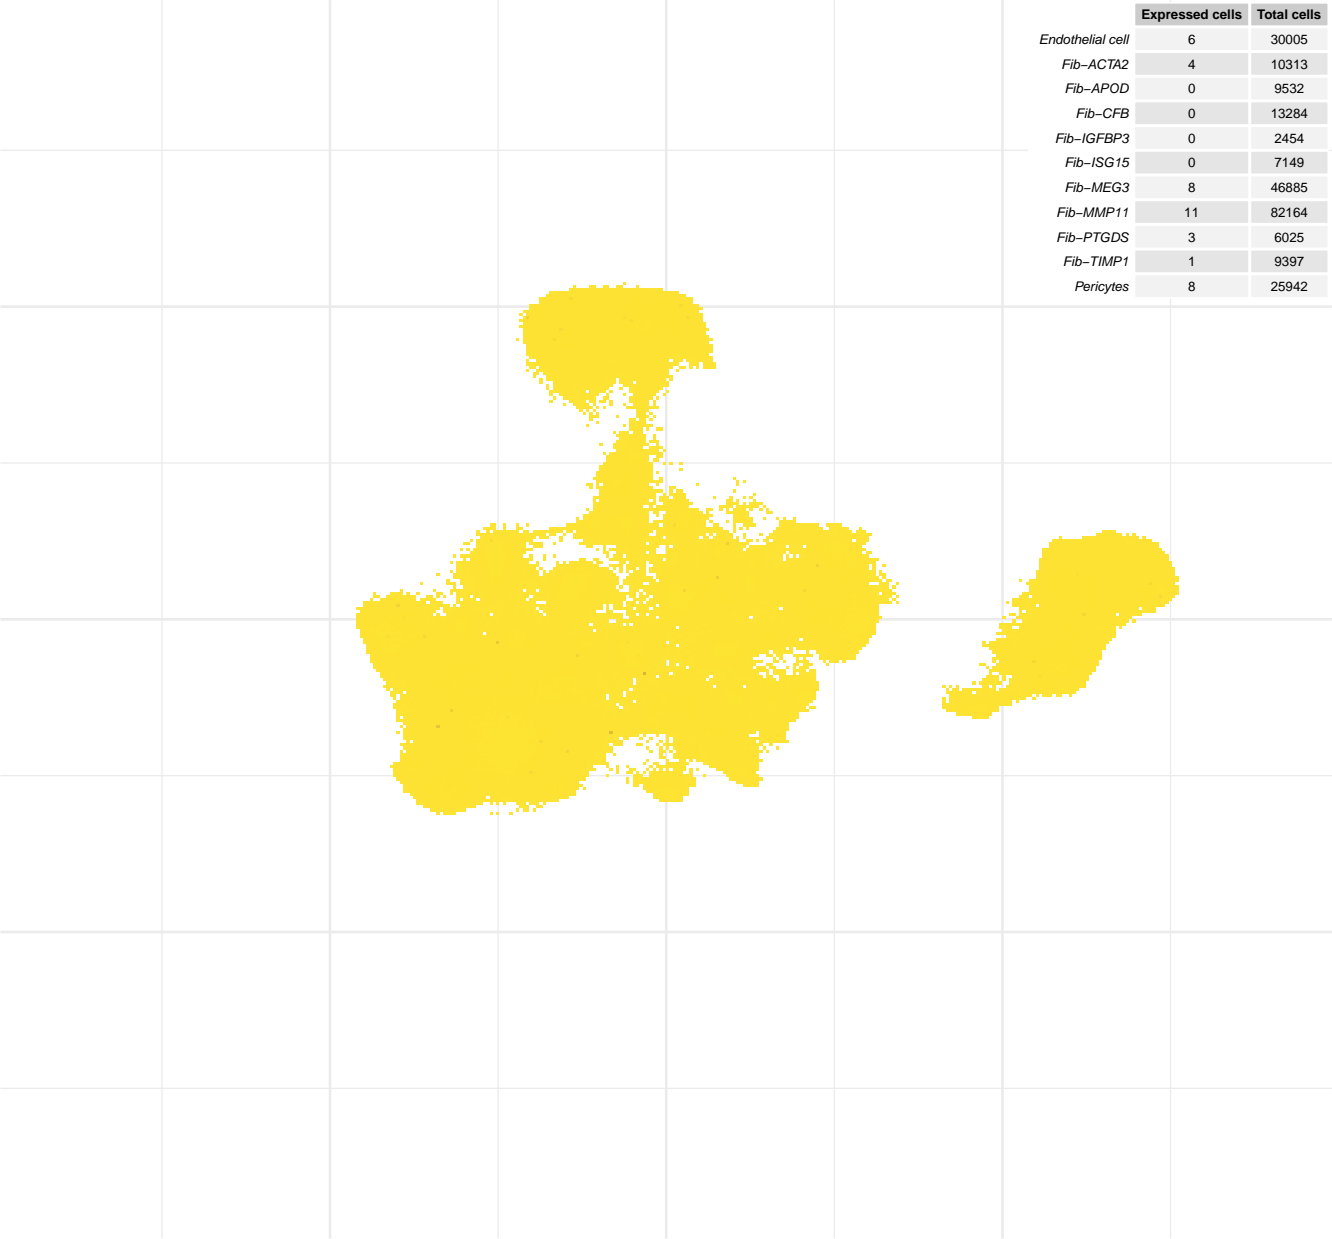 Expressed cells Total cells
Endothelial cell 6 30005
Fib−ACTA2 4 10313
Fib−APOD 0 9532
Fib−CFB 0 13284
Fib−IGFBP3 0 2454
Fib−ISG15 0 7149
Fib−MEG3 8 46885
Fib−MMP11 11 82164
Fib−PTGDS 3 6025
Fib−TIMP1 1 9397
Pericytes 8 25942